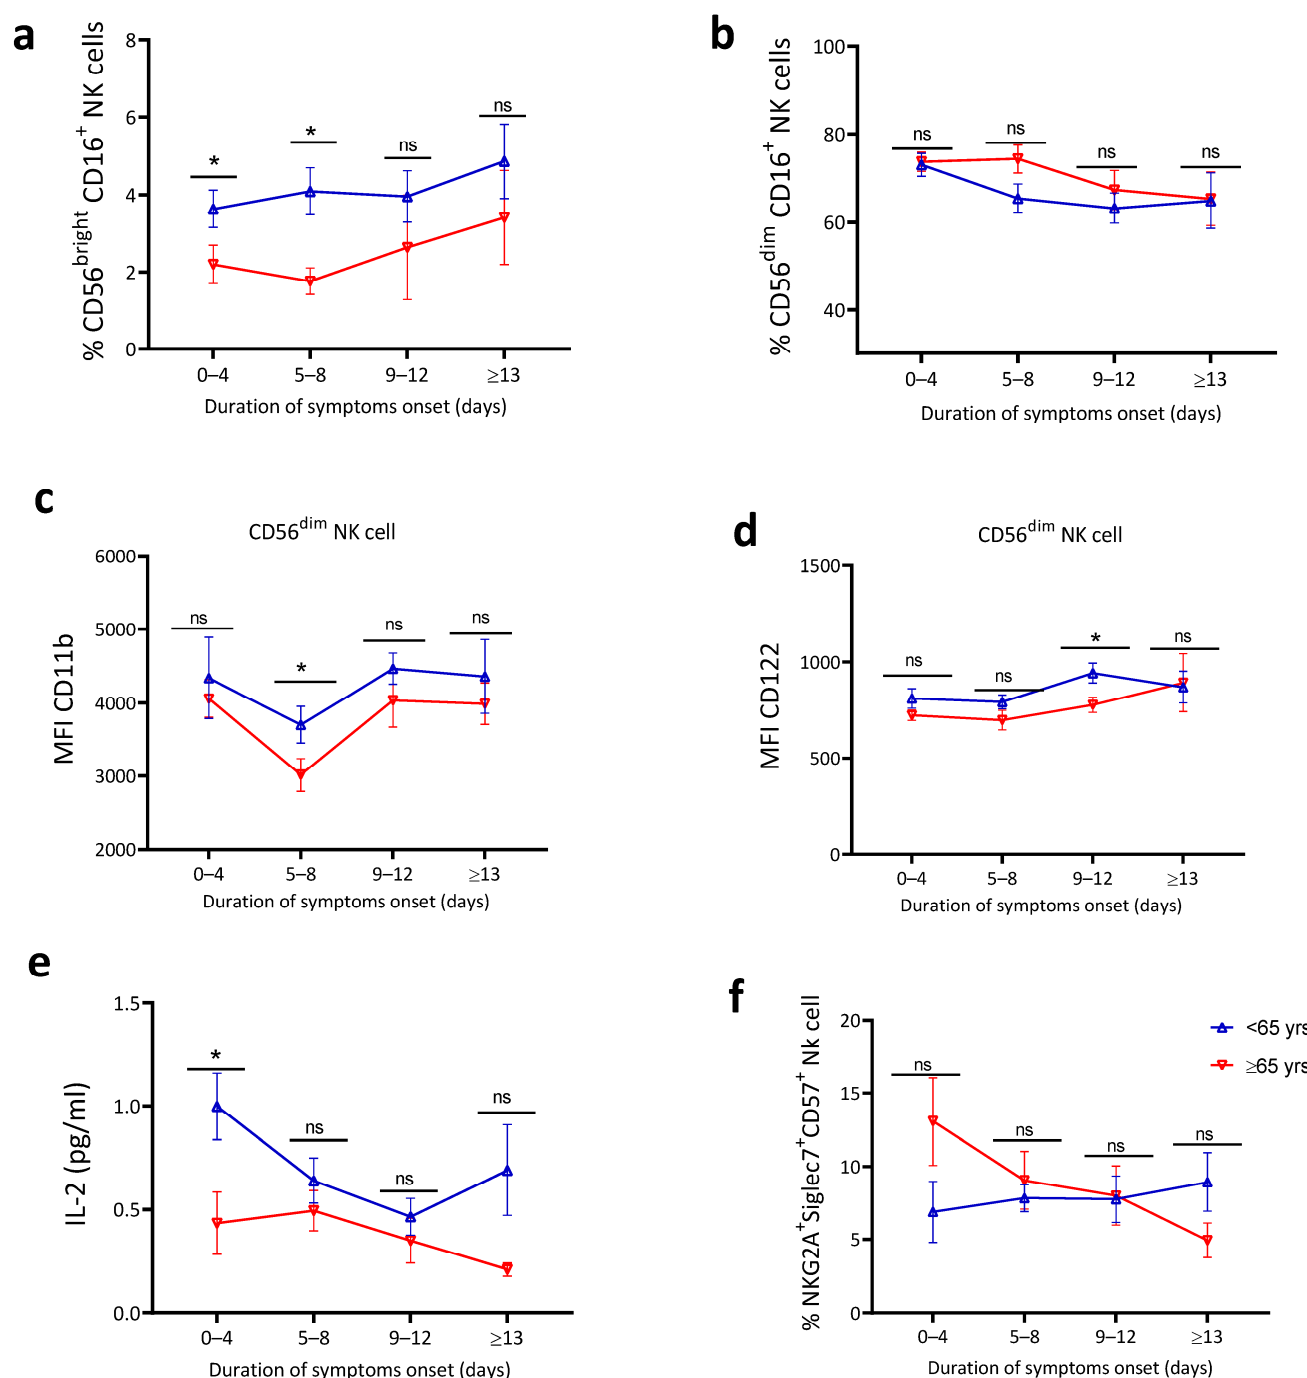 a
% CD56bright CD16+ NK cells
8
6
4
2
0
*
*
ns
ns
0–4
5–8
9–12
≥13
Duration of symptoms onset (days)
b
% CD56dim CD16+ NK cells
100
80
60
40
ns
ns
ns
ns
0–4
5–8
9–12
≥13
Duration of symptoms onset (days)
c
CD56dim NK cell
MFI CD11b
6000
5000
4000
3000
2000
ns
*
ns
ns
0–4
5–8
9–12
≥13
Duration of symptoms onset (days)
d
CD56dim NK cell
MFI CD122
1500
1000
500
0
ns
ns
*
ns
0–4
5–8
9–12
≥13
Duration of symptoms onset (days)
e
IL-2 (pg/ml)
1.5
1.0
0.5
0.0
*
ns
ns
ns
0–4
5–8
9–12
≥13
Duration of symptoms onset (days)
f
% NKG2A+Siglec7+CD57+ Nk cell
20
15
10
5
0
ns
ns
ns
ns
<65 yrs
≥65 yrs
0–4
5–8
9–12
≥13
Duration of symptoms onset (days)